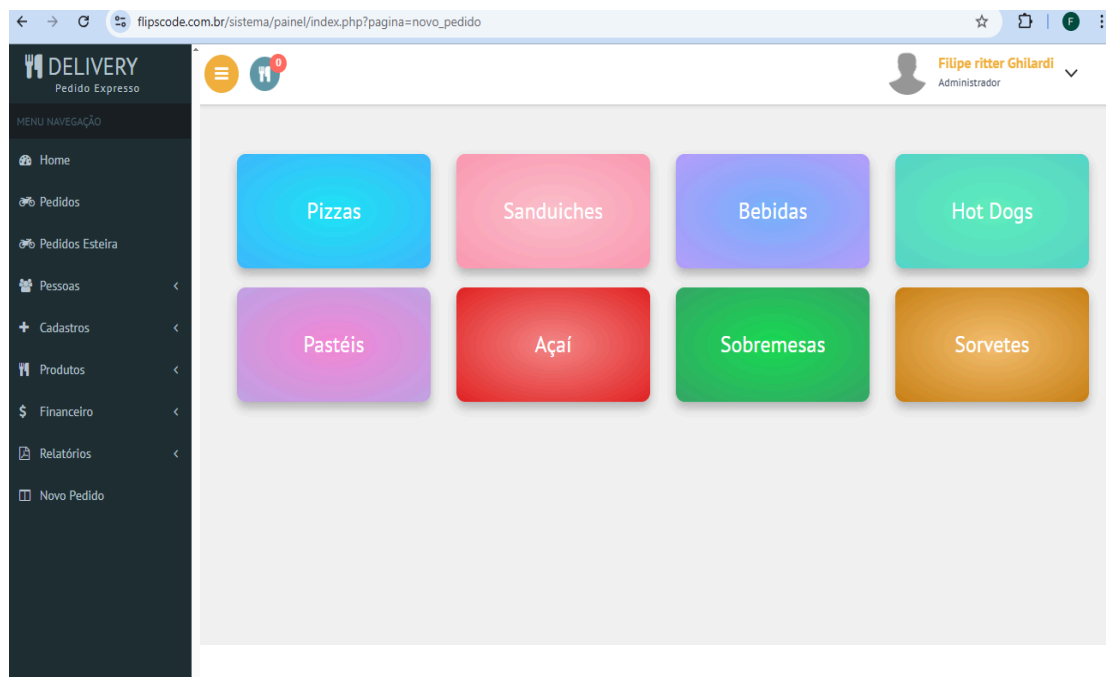 flipscode.com.br/sistema/painel/index.php?pagina=novo_pedido
F
DELIVERY
Pedido Expresso
0
Filipe ritter Ghilardi
Administrador
MENU NAVEGAÇÃO
Home
Pedidos
Pedidos Esteira
Pessoas
Cadastros
Produtos
$ Financeiro
Relatórios
Novo Pedido
Pizzas
Sanduiches
Bebidas
Hot Dogs
Pastéis
Açaí
Sobremesas
Sorvetes